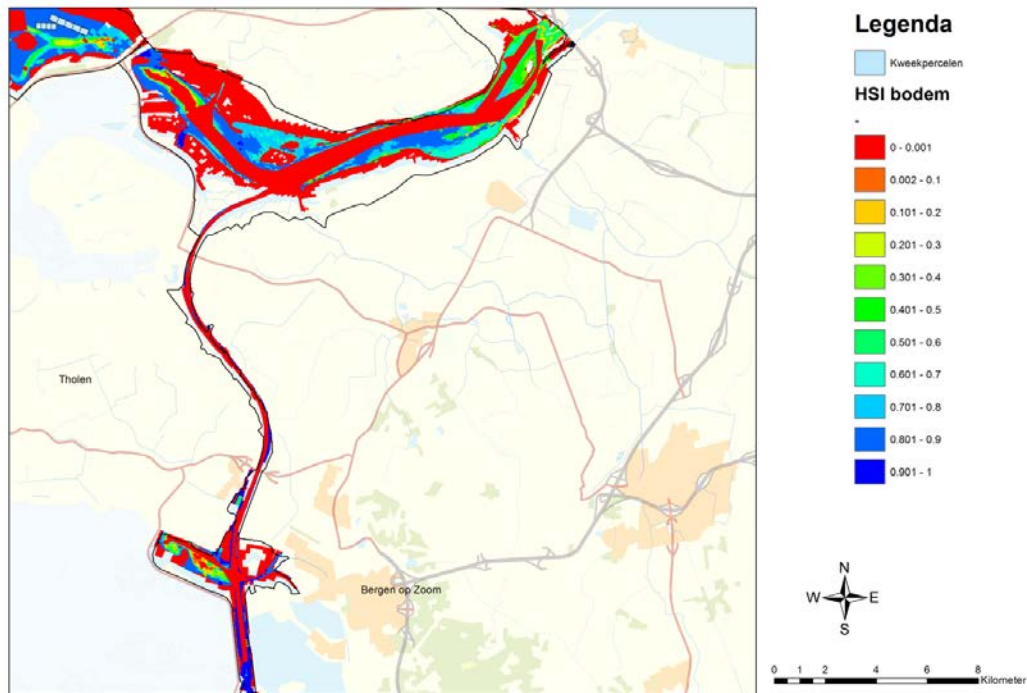 Legenda
Kweekpercelen
HSI bodem
-
0 - 0.001
0.002 - 0.1
0.101 - 0.2
0.201 - 0.3
0.301 - 0.4
0.401 - 0.5
0.501 - 0.6
0.601 - 0.7
0.701 - 0.8
0.801 - 0.9
0.901 - 1
Tholen
Bergen op Zoom
N
W E
S
0 1 2 4 6 8
Kilometer